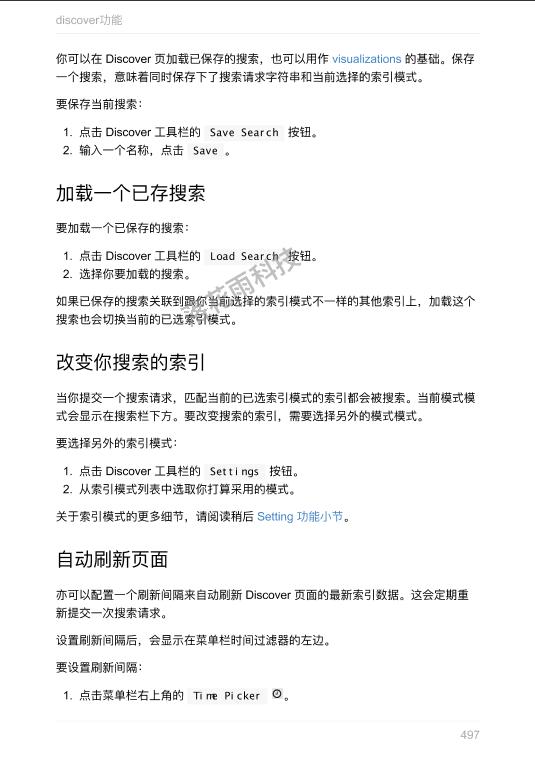 discover功能
你可以在 Discover 页加载已保存的搜索，也可以用作 visualizations 的基础。保存
一个搜索，意味着同时保存下了搜索请求字符串和当前选择的索引模式。
要保存当前搜索：
1. 点击 Discover 工具栏的 Save Search 按钮。
2. 输入一个名称，点击 Save 。
加载一个已存搜索
要加载一个已保存的搜索：
1. 点击 Discover 工具栏的 Load Search 按钮。
2. 选择你要加载的搜索。
落花雨科技
如果已保存的搜索关联到跟你当前选择的索引模式不一样的其他索引上，加载这个
搜索也会切换当前的已选索引模式。
改变你搜索的索引
当你提交一个搜索请求，匹配当前的已选索引模式的索引都会被搜索。当前模式模
式会显示在搜索栏下方。要改变搜索的索引，需要选择另外的模式模式。
要选择另外的索引模式：
1. 点击 Discover 工具栏的 Settings 按钮。
2. 从索引模式列表中选取你打算采用的模式。
关于索引模式的更多细节，请阅读稍后 Setting 功能小节。
自动刷新页面
亦可以配置一个刷新间隔来自动刷新 Discover 页面的最新索引数据。这会定期重
新提交一次搜索请求。
设置刷新间隔后，会显示在菜单栏时间过滤器的左边。
要设置刷新间隔：
1. 点击菜单栏右上角的 Time Picker 。
497